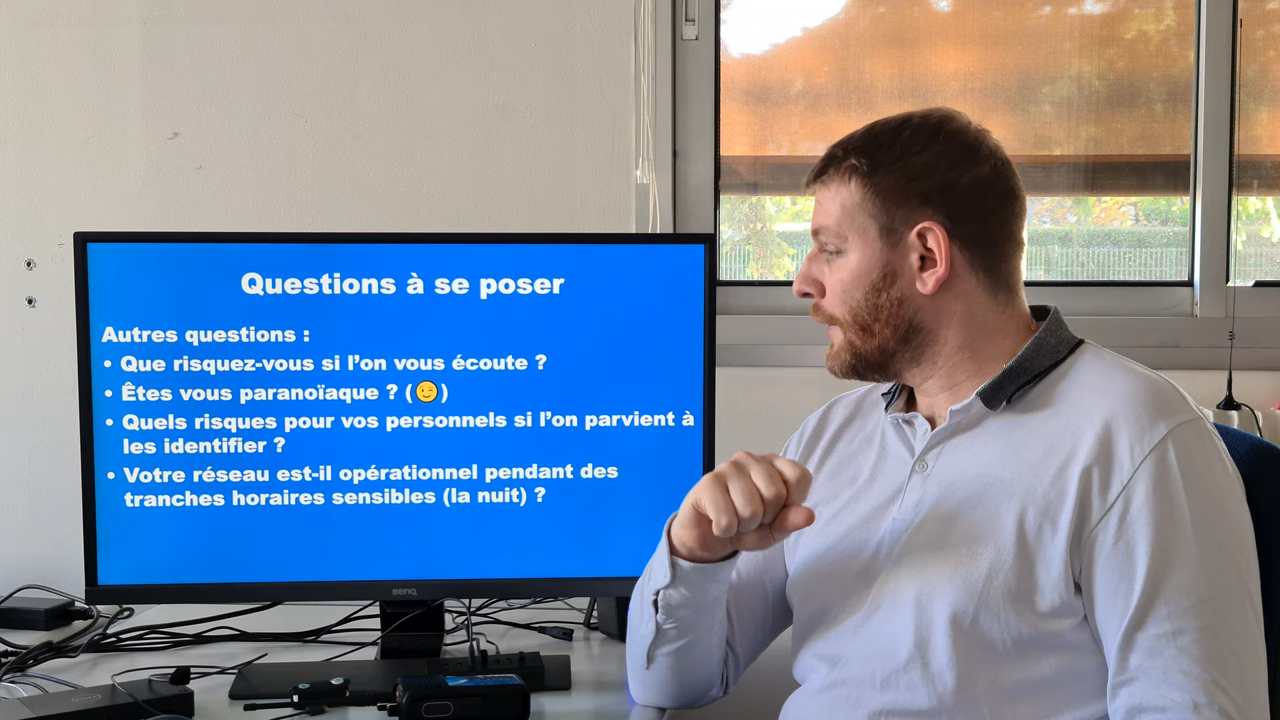 Questions à se poser
Autres questions :
• Que risquez-vous si l’on vous écoute ?
• Êtes vous paranoïaque ? (😉)
• Quels risques pour vos personnels si l’on parvient à
les identifier ?
• Votre réseau est-il opérationnel pendant des
tranches horaires sensibles (la nuit) ?
BenQ